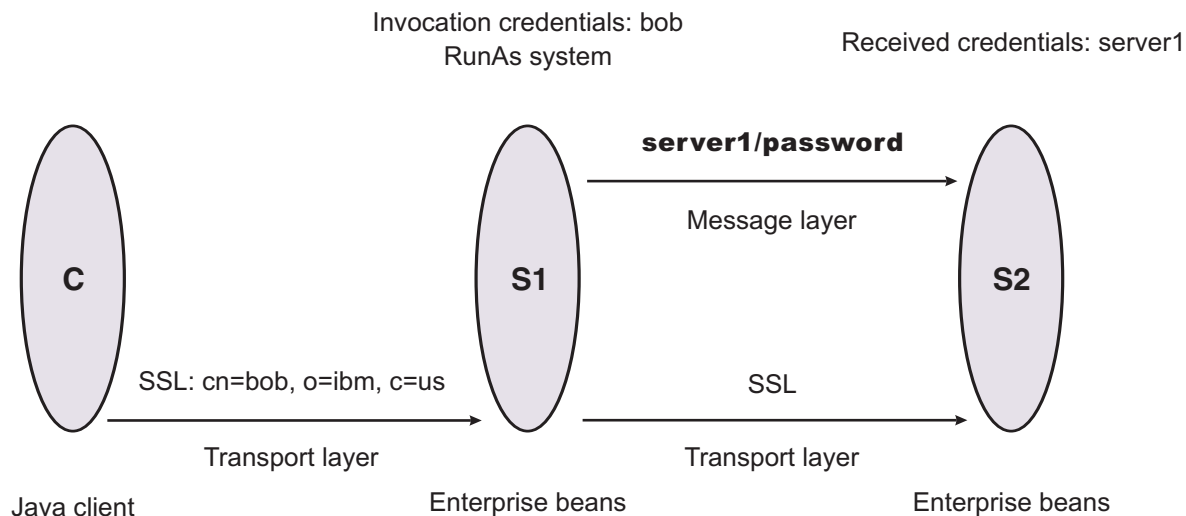 Invocation credentials: bob
RunAs system
Received credentials: server1
server1/password
Message layer
C
S1
S2
SSL: cn=bob, o=ibm, c=us
SSL
Transport layer
Transport layer
Java client
Enterprise beans
Enterprise beans